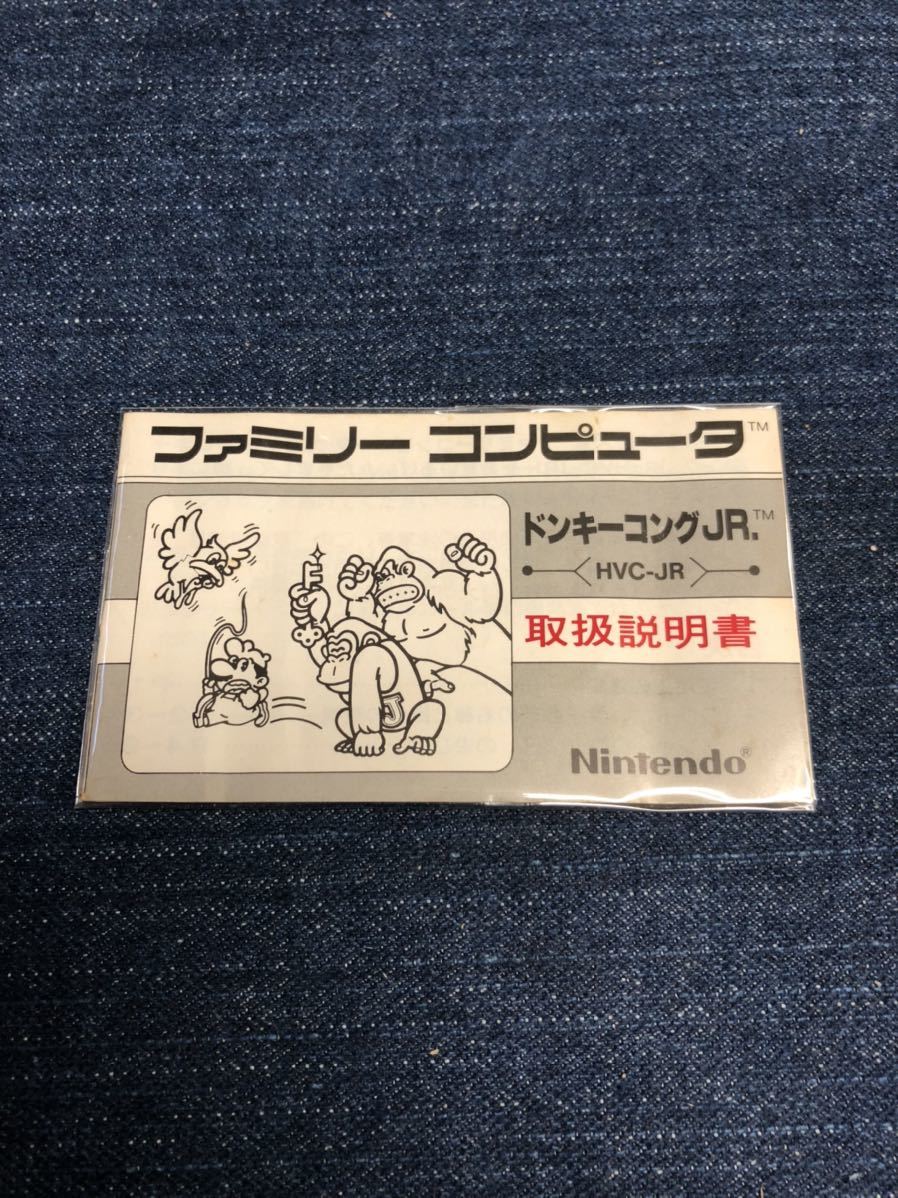 ファミリー コンピュータ™
ドンキーコングJR.™
HVC-JR
取扱説明書
J
Nintendo®